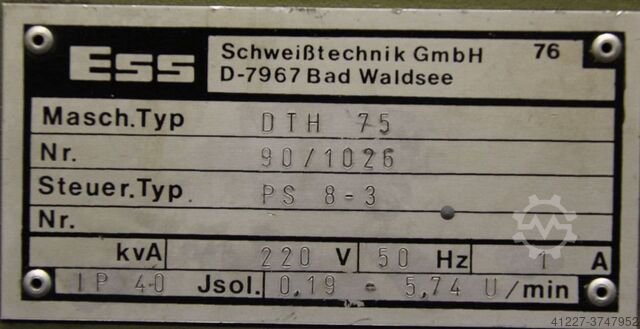 Ess Schweißtechnik GmbH 76
D-7967 Bad Waldsee
Masch.Typ DTH 75
Nr. 90/1026
Steuer.Typ PS 8-3
Nr.
kVA 220 V 50 Hz 1 A
IP 40 Jsol. 0,19 - 5,74 U/min
41227-3747952